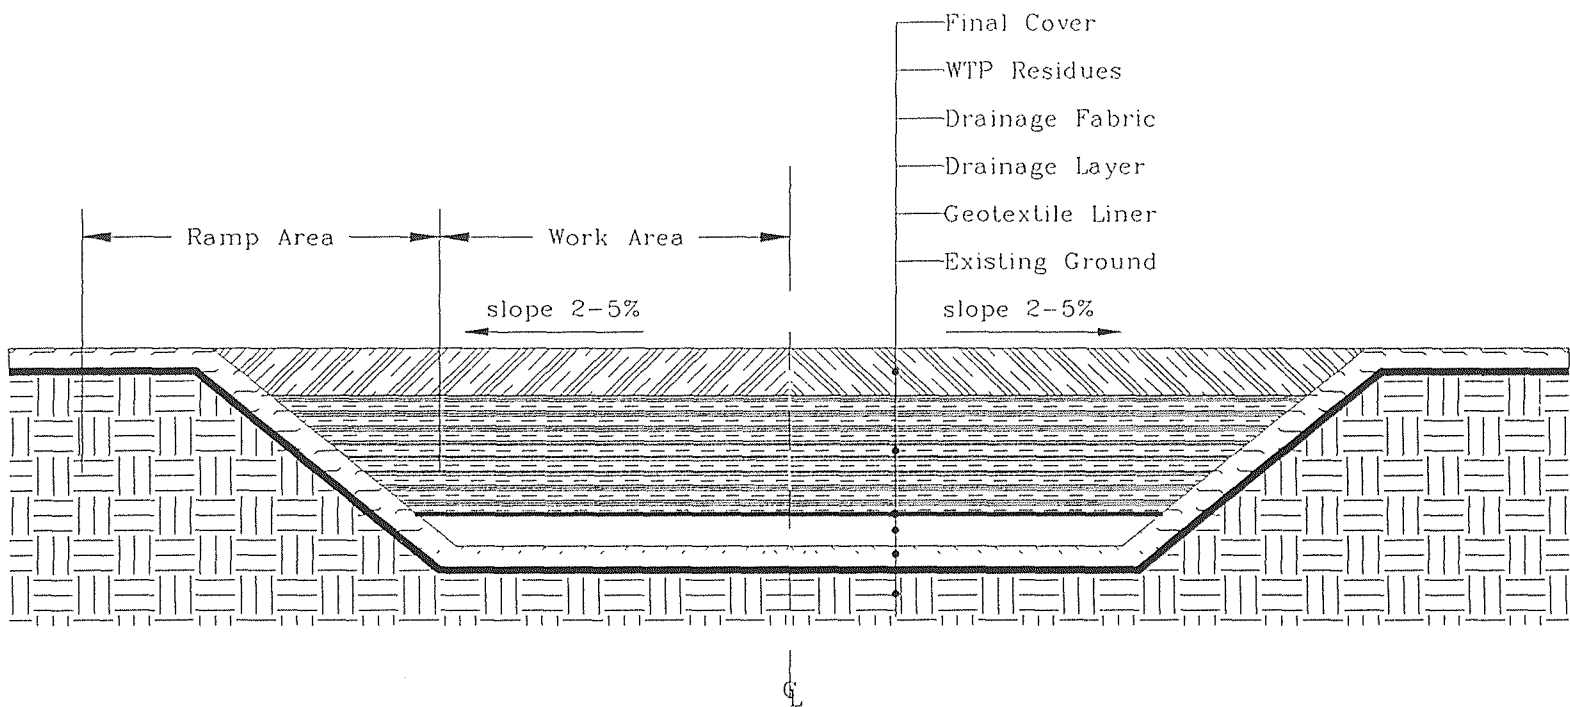 Final Cover
WTP Residues
Drainage Fabric
Drainage Layer
Geotextile Liner
Existing Ground
Ramp Area
Work Area
slope 2-5%
slope 2-5%
℄